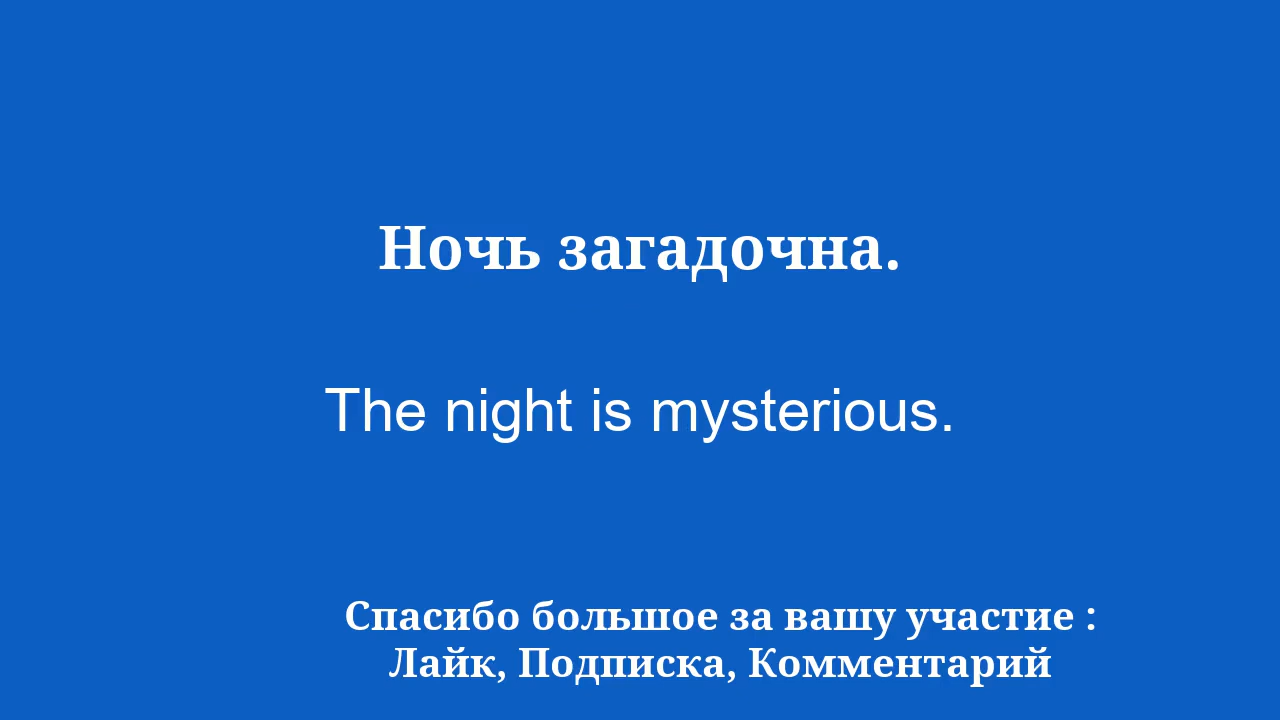 Ночь загадочна.
The night is mysterious.
Спасибо большое за вашу участие :
Лайк, Подписка, Комментарий